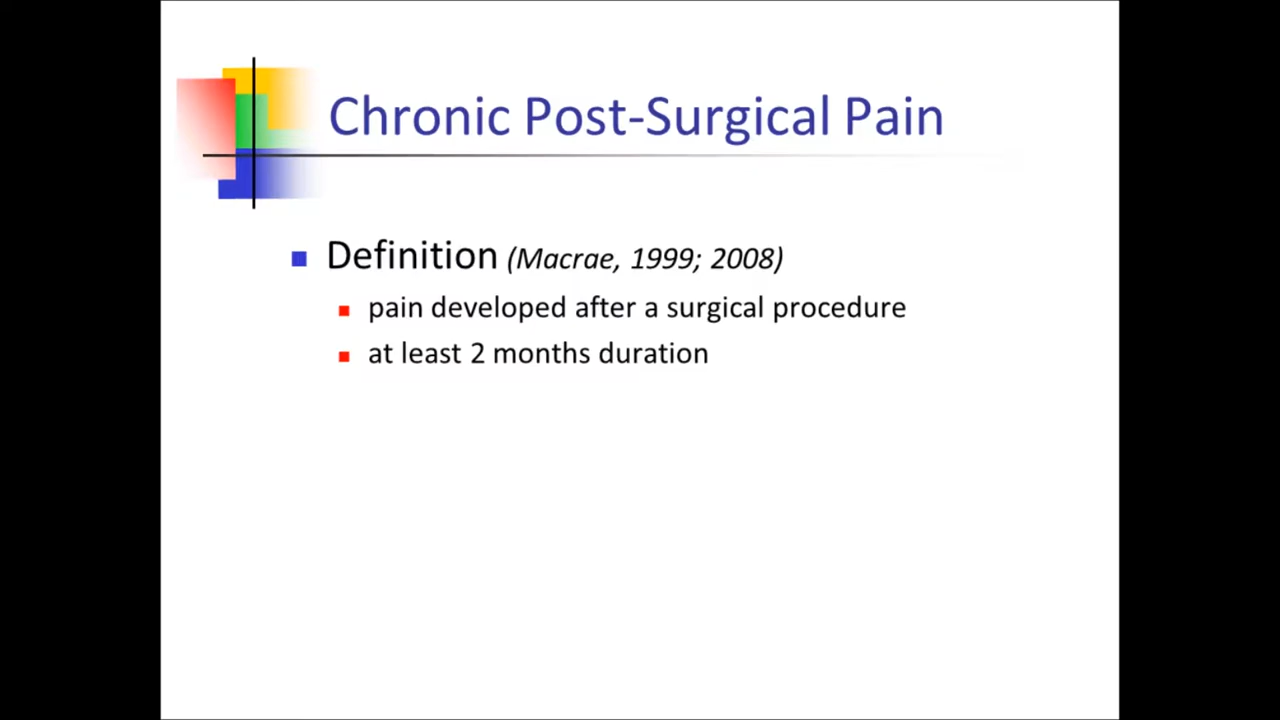 Chronic Post-Surgical Pain
Definition (Macrae, 1999; 2008)
pain developed after a surgical procedure
at least 2 months duration